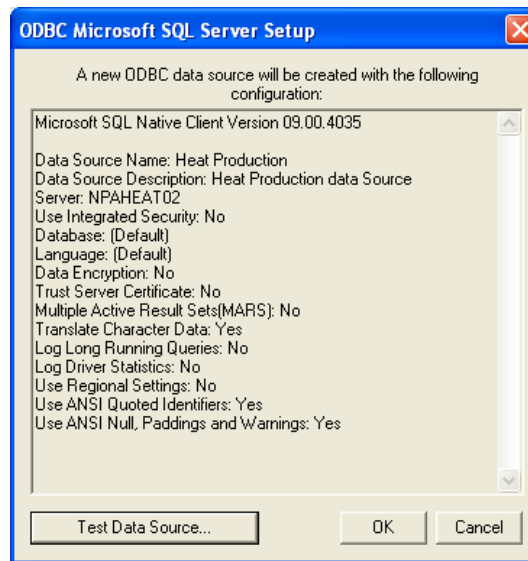 ODBC Microsoft SQL Server Setup
A new ODBC data source will be created with the following
configuration:
Microsoft SQL Native Client Version 09.00.4035
Data Source Name: Heat Production
Data Source Description: Heat Production data Source
Server: NPAHEAT02
Use Integrated Security: No
Database: (Default)
Language: (Default)
Data Encryption: No
Trust Server Certificate: No
Multiple Active Result Sets(MARS): No
Translate Character Data: Yes
Log Long Running Queries: No
Log Driver Statistics: No
Use Regional Settings: No
Use ANSI Quoted Identifiers: Yes
Use ANSI Null, Paddings and Warnings: Yes
Test Data Source...
OK
Cancel